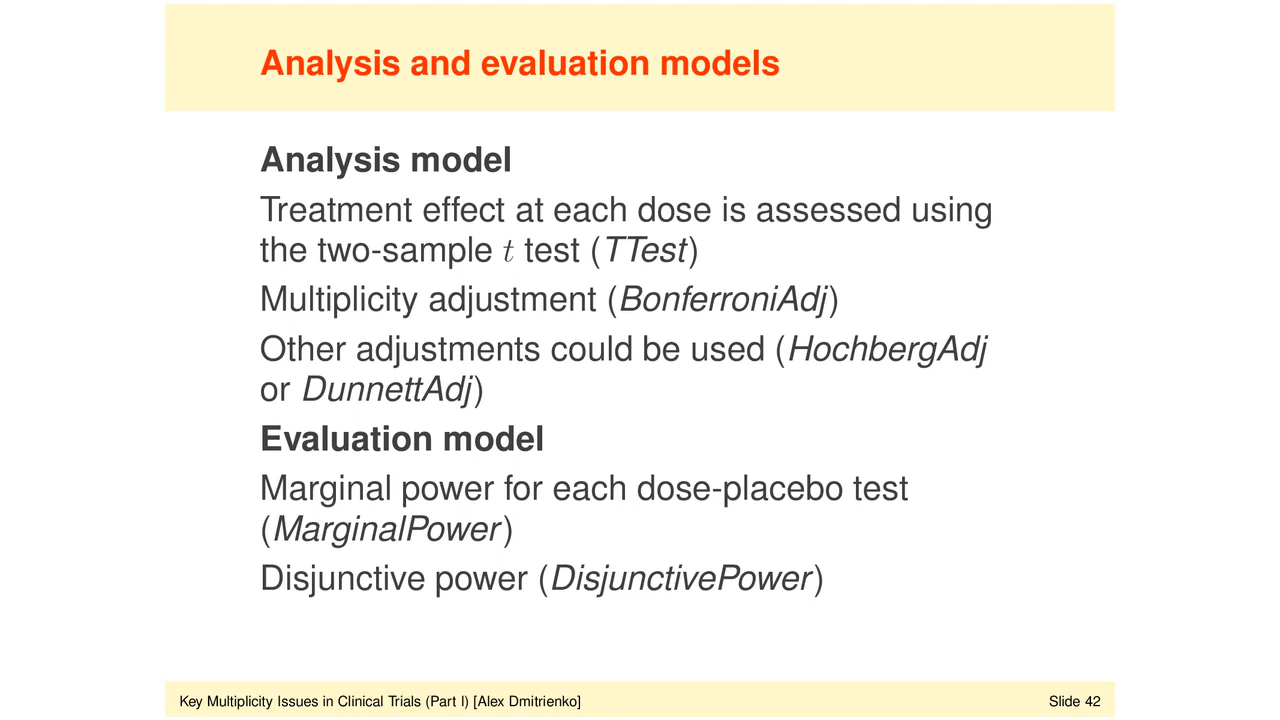 Analysis and evaluation models
Analysis model
Treatment effect at each dose is assessed using
the two-sample t test (TTest)
Multiplicity adjustment (BonferroniAdj)
Other adjustments could be used (HochbergAdj
or DunnettAdj)
Evaluation model
Marginal power for each dose-placebo test
(MarginalPower)
Disjunctive power (DisjunctivePower)
Key Multiplicity Issues in Clinical Trials (Part I) [Alex Dmitrienko]
Slide 42